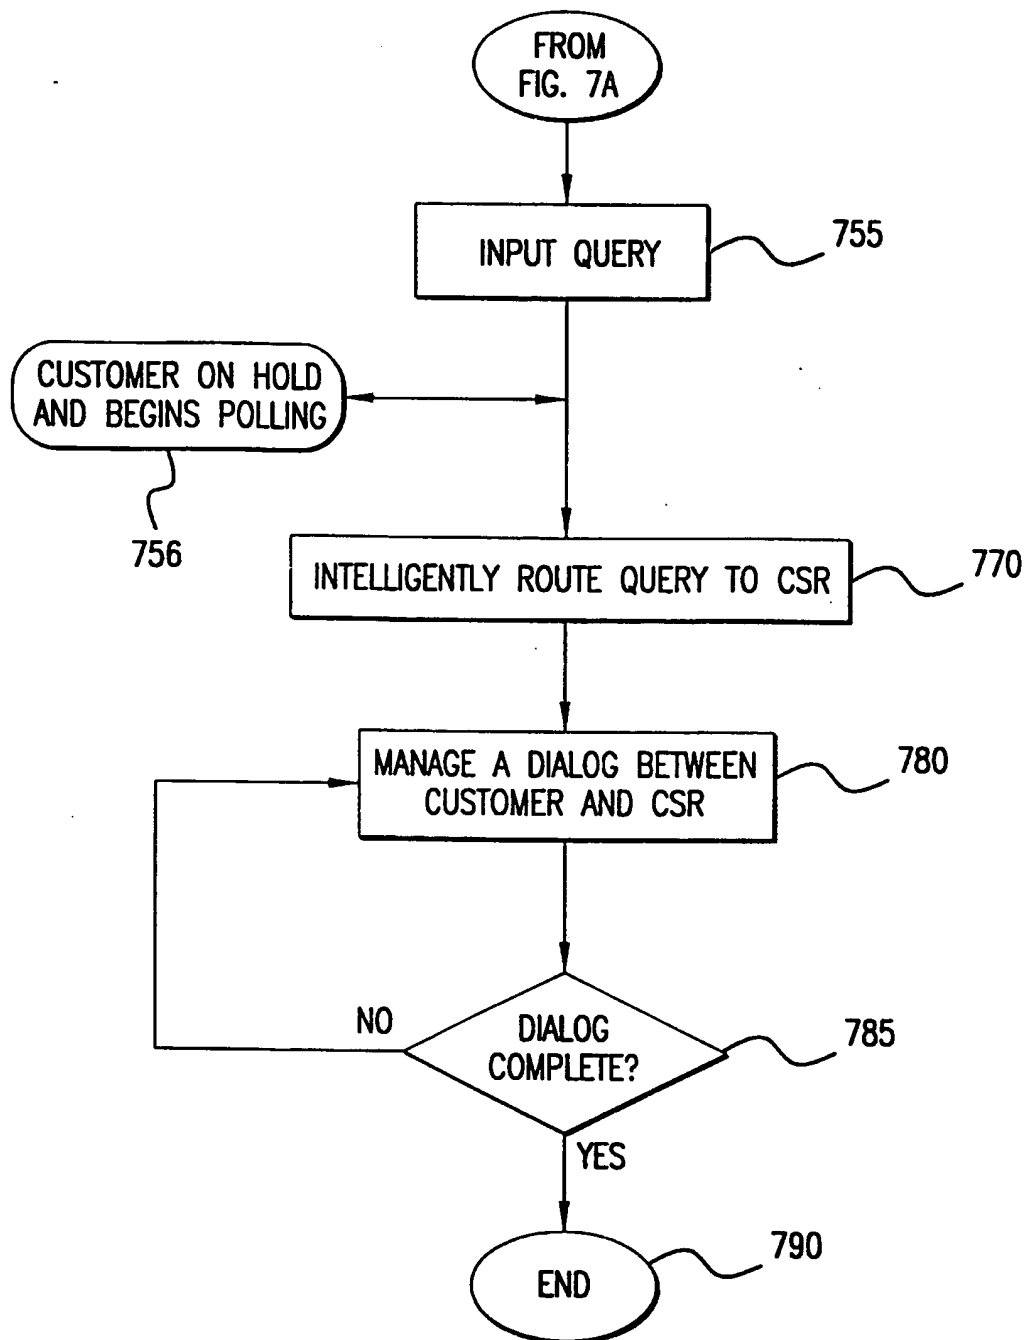 FROM
FIG. 7A
INPUT QUERY
755
CUSTOMER ON HOLD
AND BEGINS POLLING
756
INTELLIGENTLY ROUTE QUERY TO CSR
770
MANAGE A DIALOG BETWEEN
CUSTOMER AND CSR
780
NO
DIALOG
COMPLETE?
785
YES
END
790